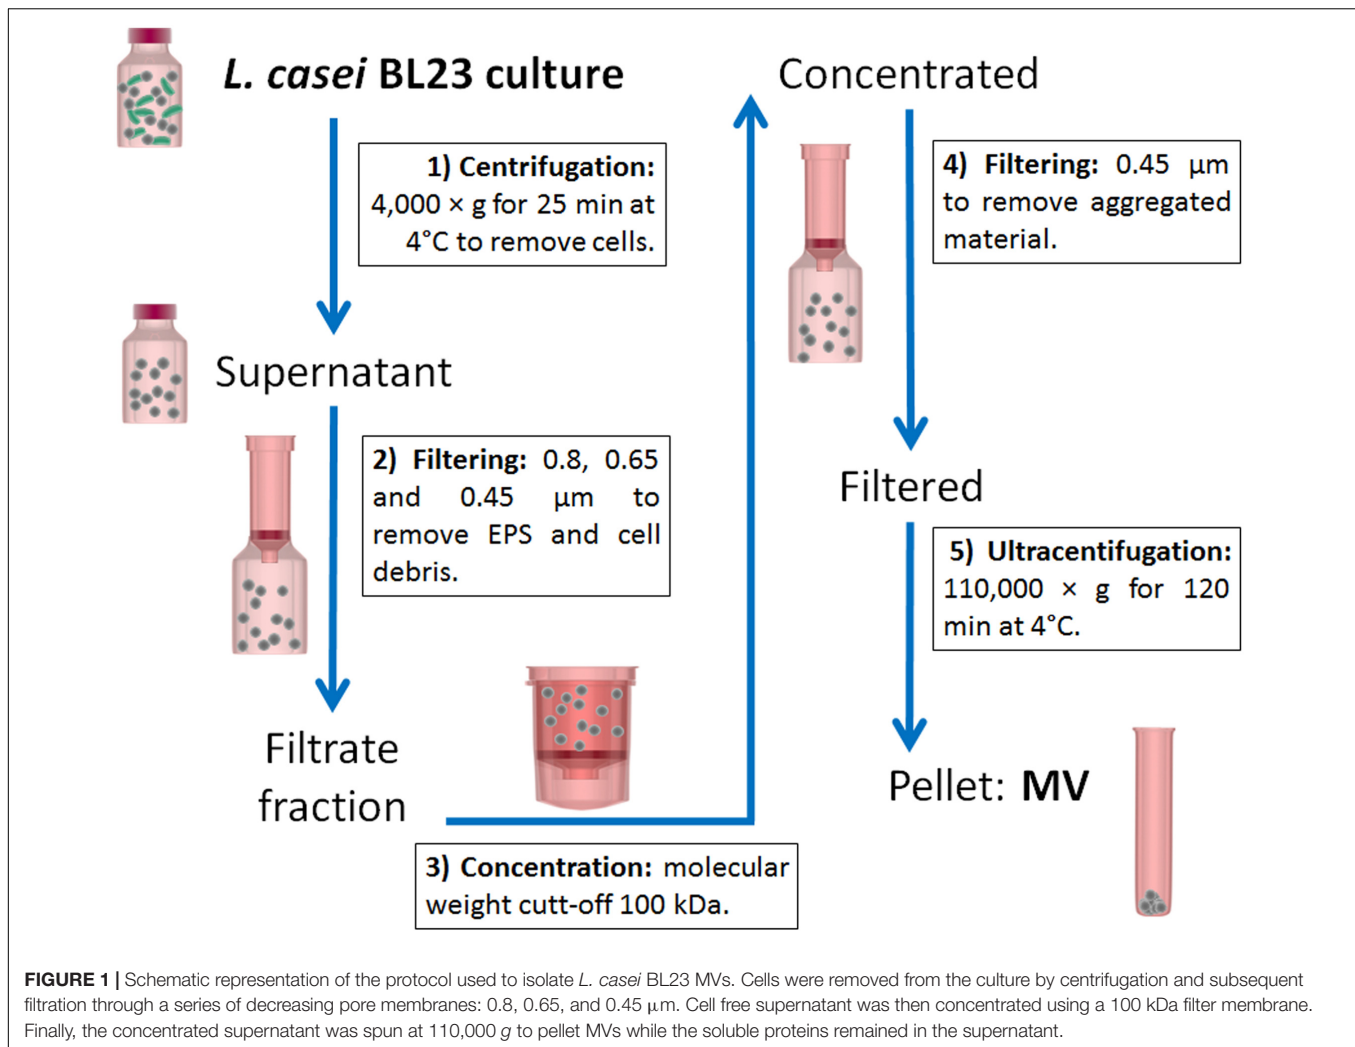 L. casei BL23 culture
1) Centrifugation:
4,000 × g for 25 min at
4°C to remove cells.
Supernatant
2) Filtering: 0.8, 0.65
and 0.45 µm to
remove EPS and cell
debris.
Filtrate
fraction
3) Concentration: molecular
weight cutt-off 100 kDa.
Concentrated
4) Filtering: 0.45 µm
to remove aggregated
material.
Filtered
5) Ultracentifugation:
110,000 × g for 120
min at 4°C.
Pellet: MV
FIGURE 1 | Schematic representation of the protocol used to isolate L. casei BL23 MVs. Cells were removed from the culture by centrifugation and subsequent
filtration through a series of decreasing pore membranes: 0.8, 0.65, and 0.45 µm. Cell free supernatant was then concentrated using a 100 kDa filter membrane.
Finally, the concentrated supernatant was spun at 110,000 g to pellet MVs while the soluble proteins remained in the supernatant.